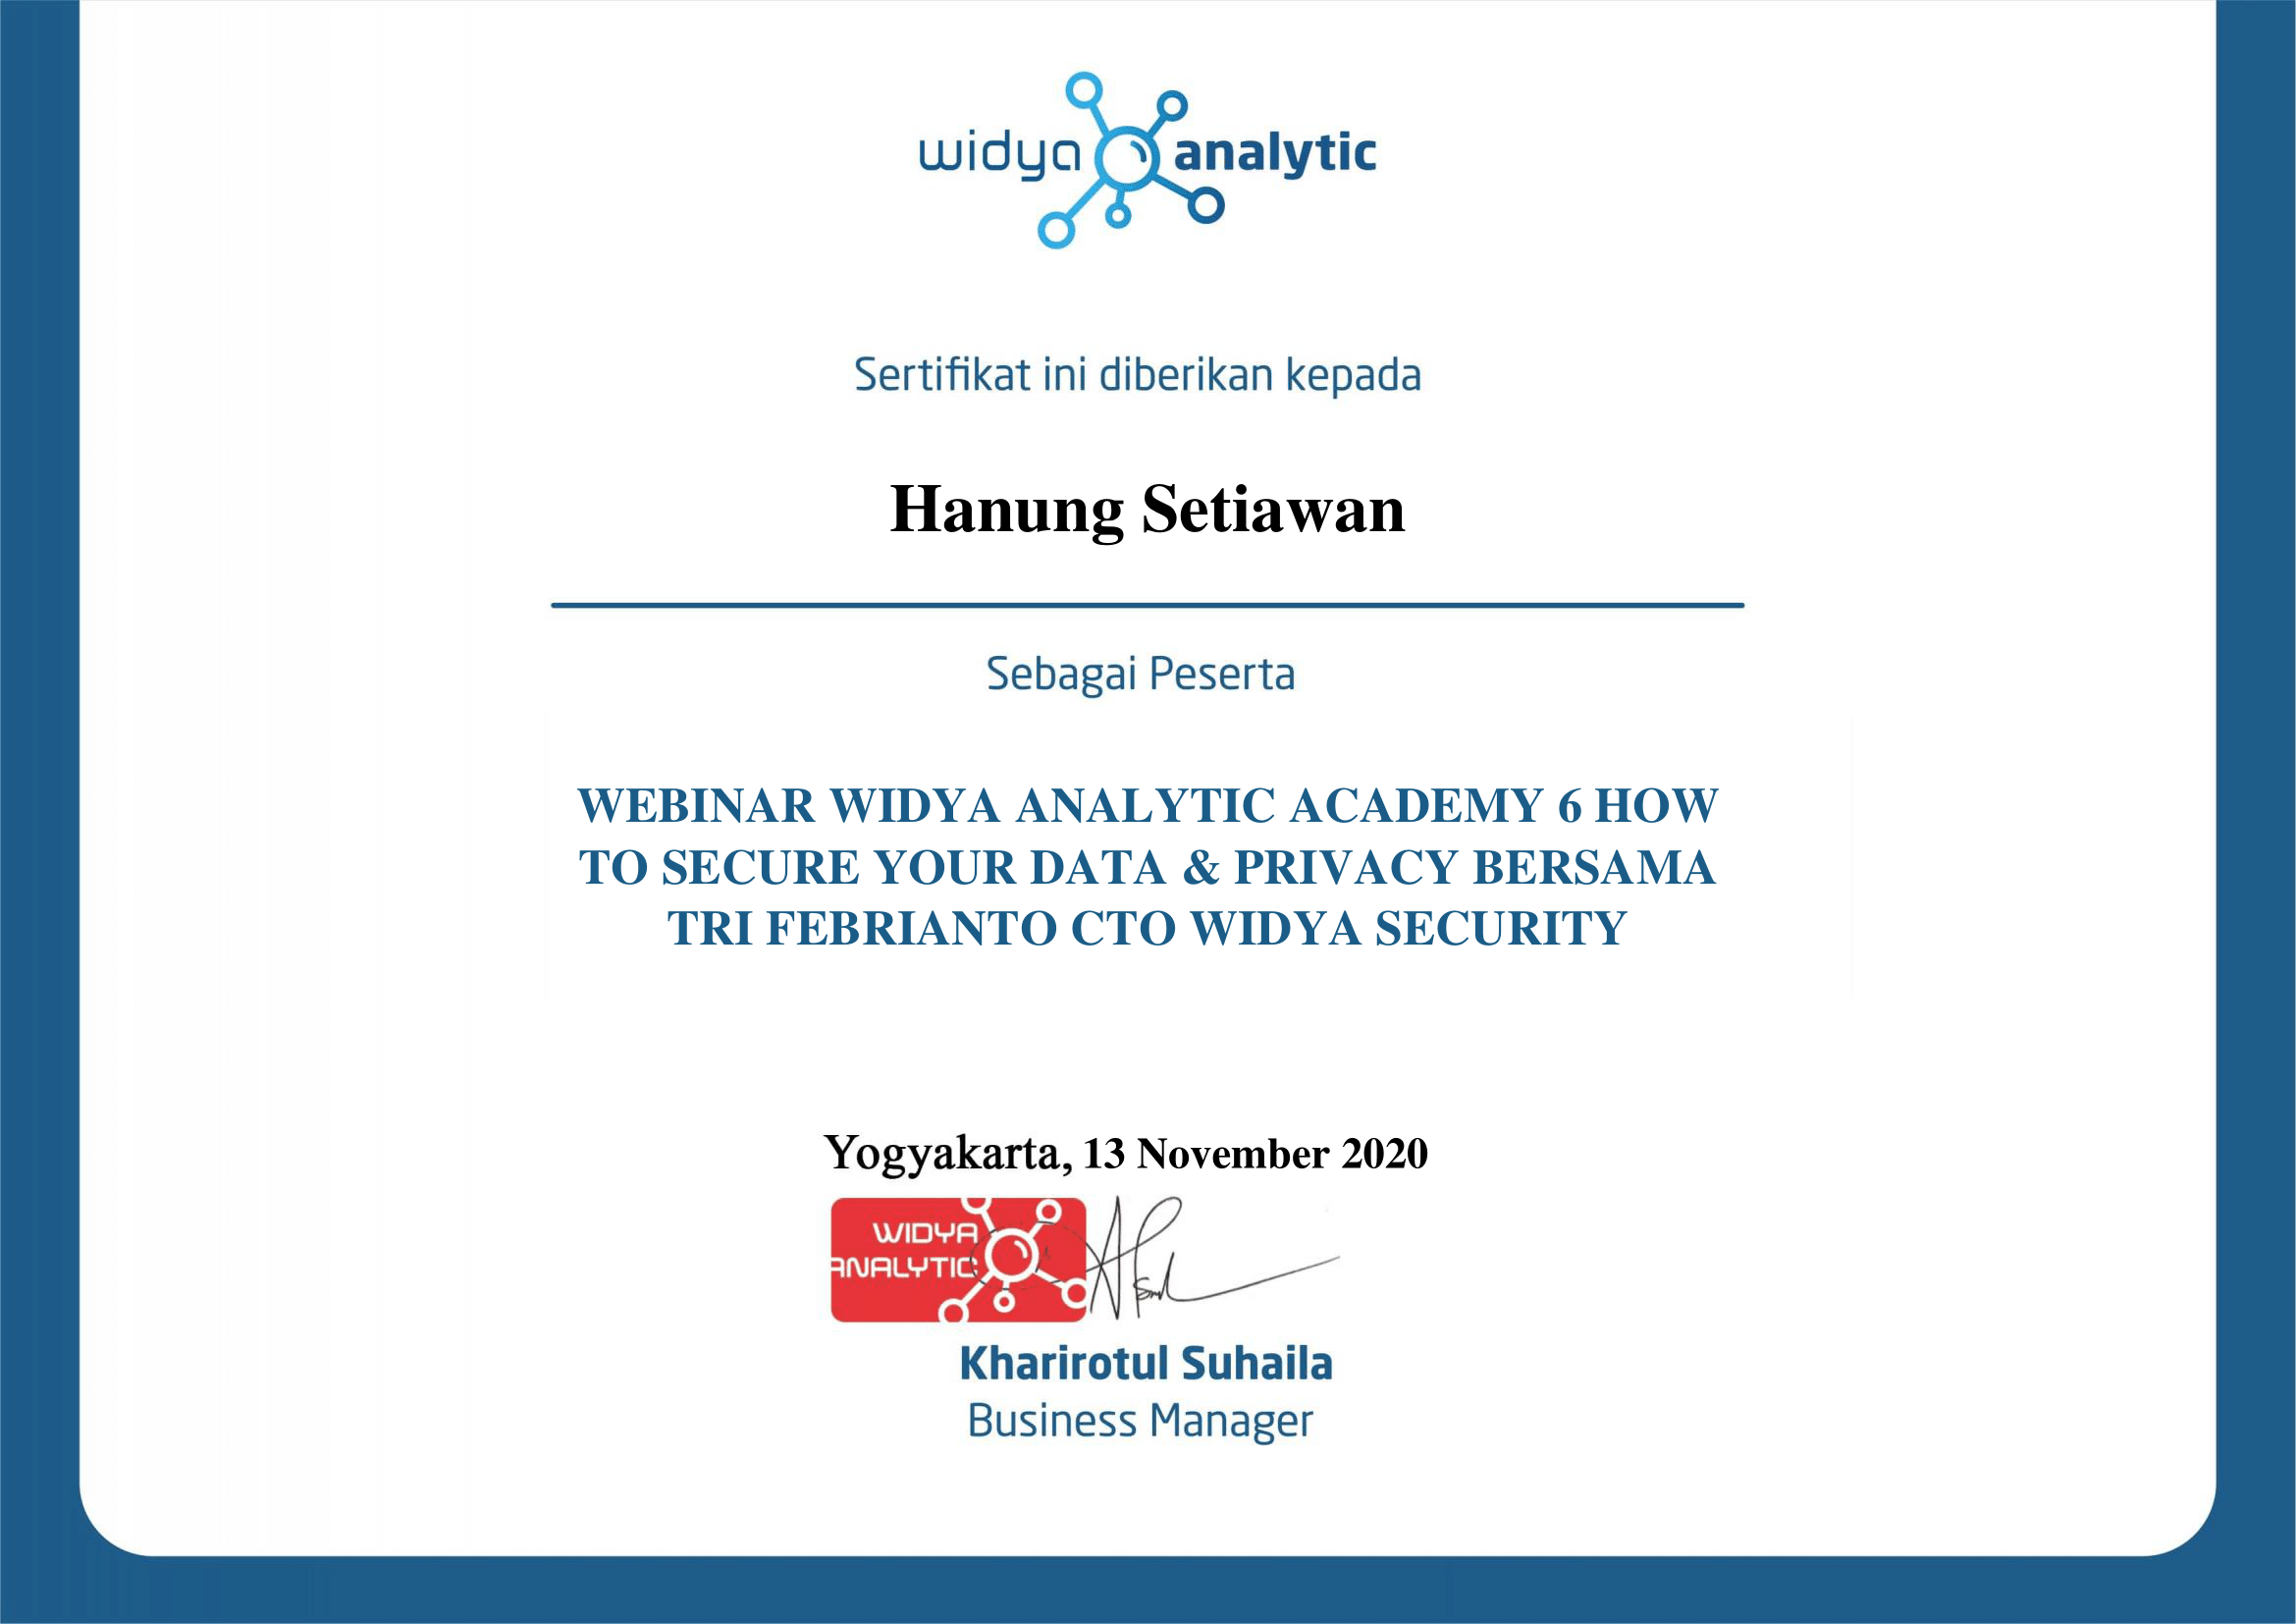 widya analytic
Sertifikat ini diberikan kepada
Hanung Setiawan
Sebagai Peserta
WEBINAR WIDYA ANALYTIC ACADEMY 6 HOW
TO SECURE YOUR DATA & PRIVACY BERSAMA
TRI FEBRIANTO CTO WIDYA SECURITY
Yogyakarta, 13 November 2020
WIDYA
ANALYTIC
Kharirotul Suhaila
Business Manager